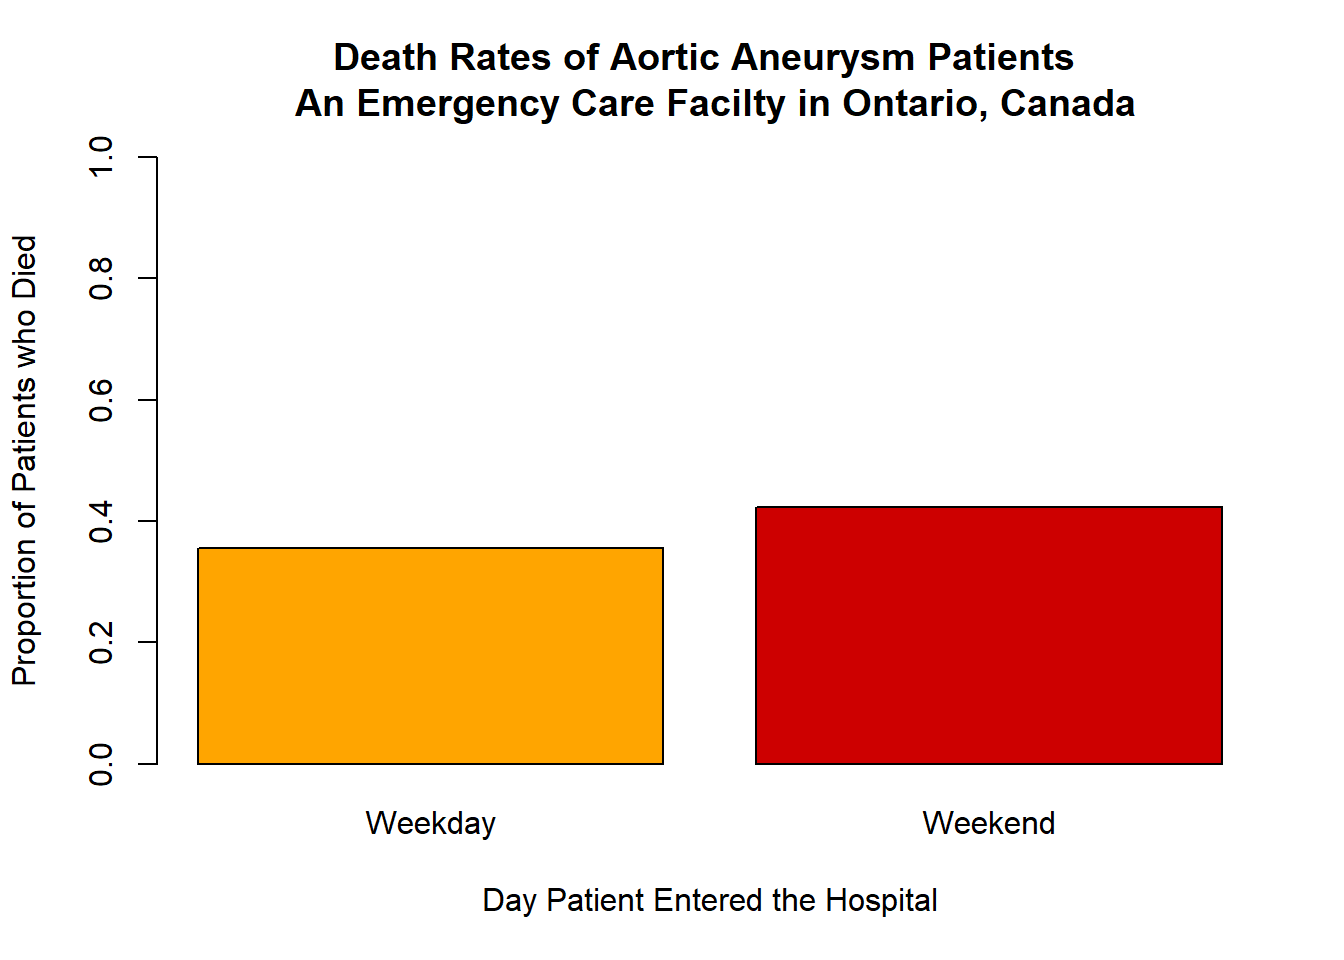 Death Rates of Aortic Aneurysm Patients
An Emergency Care Facilty in Ontario, Canada
Proportion of Patients who Died
1.0
0.8
0.6
0.4
0.2
0.0
Weekday
Weekend
Day Patient Entered the Hospital